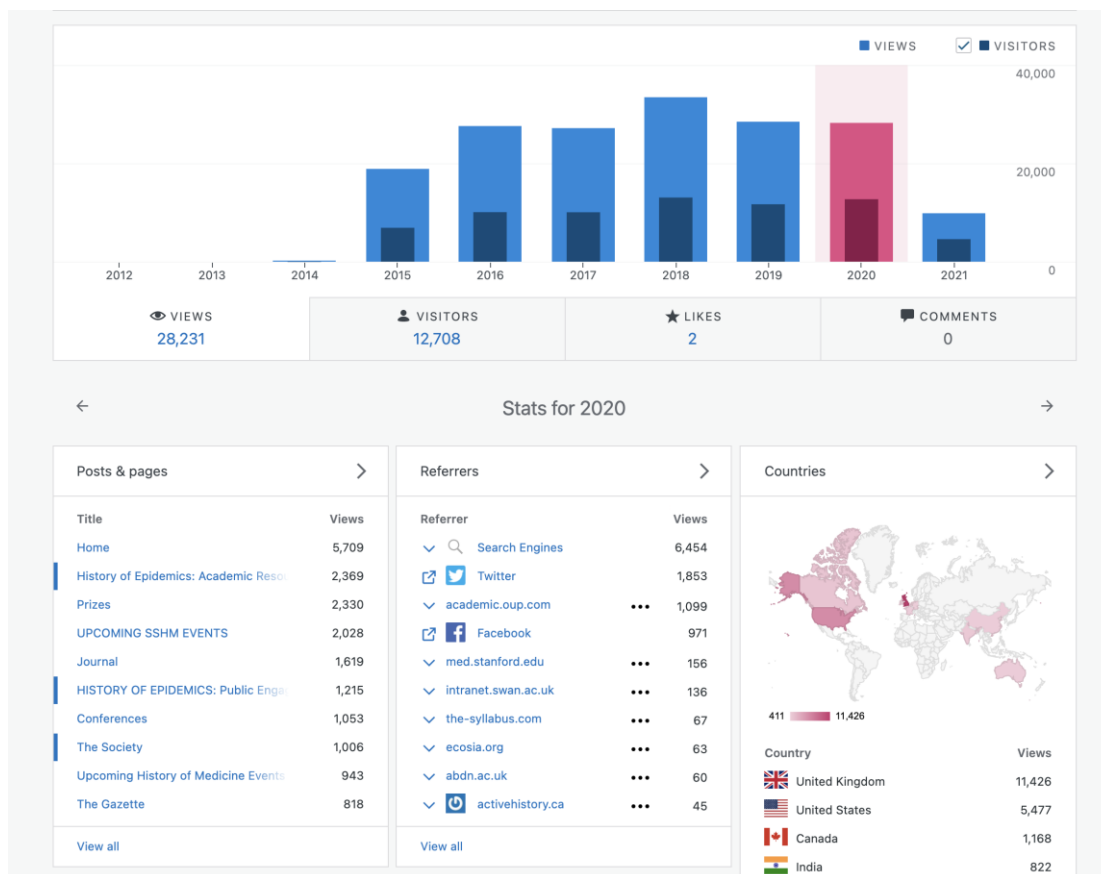 VIEWS VISITORS
40,000
20,000
0
2012 2013 2014 2015 2016 2017 2018 2019 2020 2021
VIEWS VISITORS LIKES COMMENTS
28,231 12,708 2 0
Stats for 2020
Posts & pages
Title Views
Home 5,709
History of Epidemics: Academic Reso 2,369
Prizes 2,330
UPCOMING SSHM EVENTS 2,028
Journal 1,619
HISTORY OF EPIDEMICS: Public Enga 1,215
Conferences 1,053
The Society 1,006
Upcoming History of Medicine Events 943
The Gazette 818
View all
Referrers
Referrer Views
Search Engines 6,454
Twitter 1,853
academic.oup.com 1,099
Facebook 971
med.stanford.edu 156
intranet.swan.ac.uk 136
the-syllabus.com 67
ecosia.org 63
abdn.ac.uk 60
activehistory.ca 45
View all
Countries
411 11,426
Country Views
United Kingdom 11,426
United States 5,477
Canada 1,168
India 822